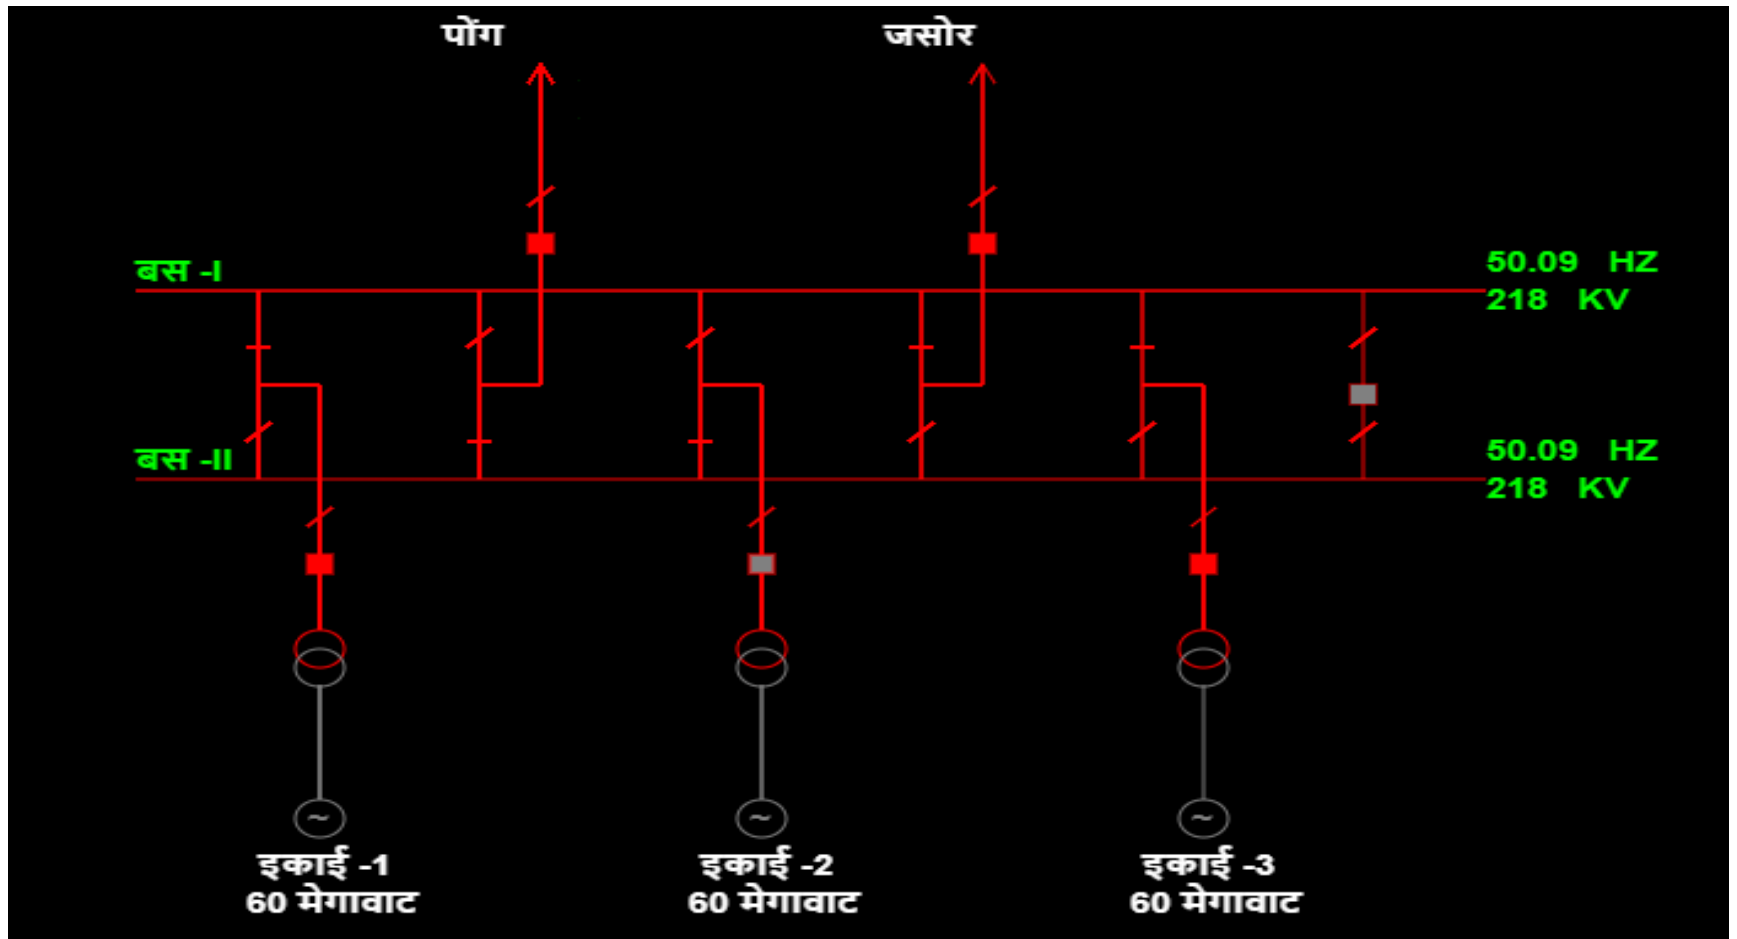 पोंग
जसोर
बस -I
50.09 HZ
218 KV
बस -II
50.09 HZ
218 KV
~
~
~
इकाई -1
60 मेगावाट
इकाई -2
60 मेगावाट
इकाई -3
60 मेगावाट